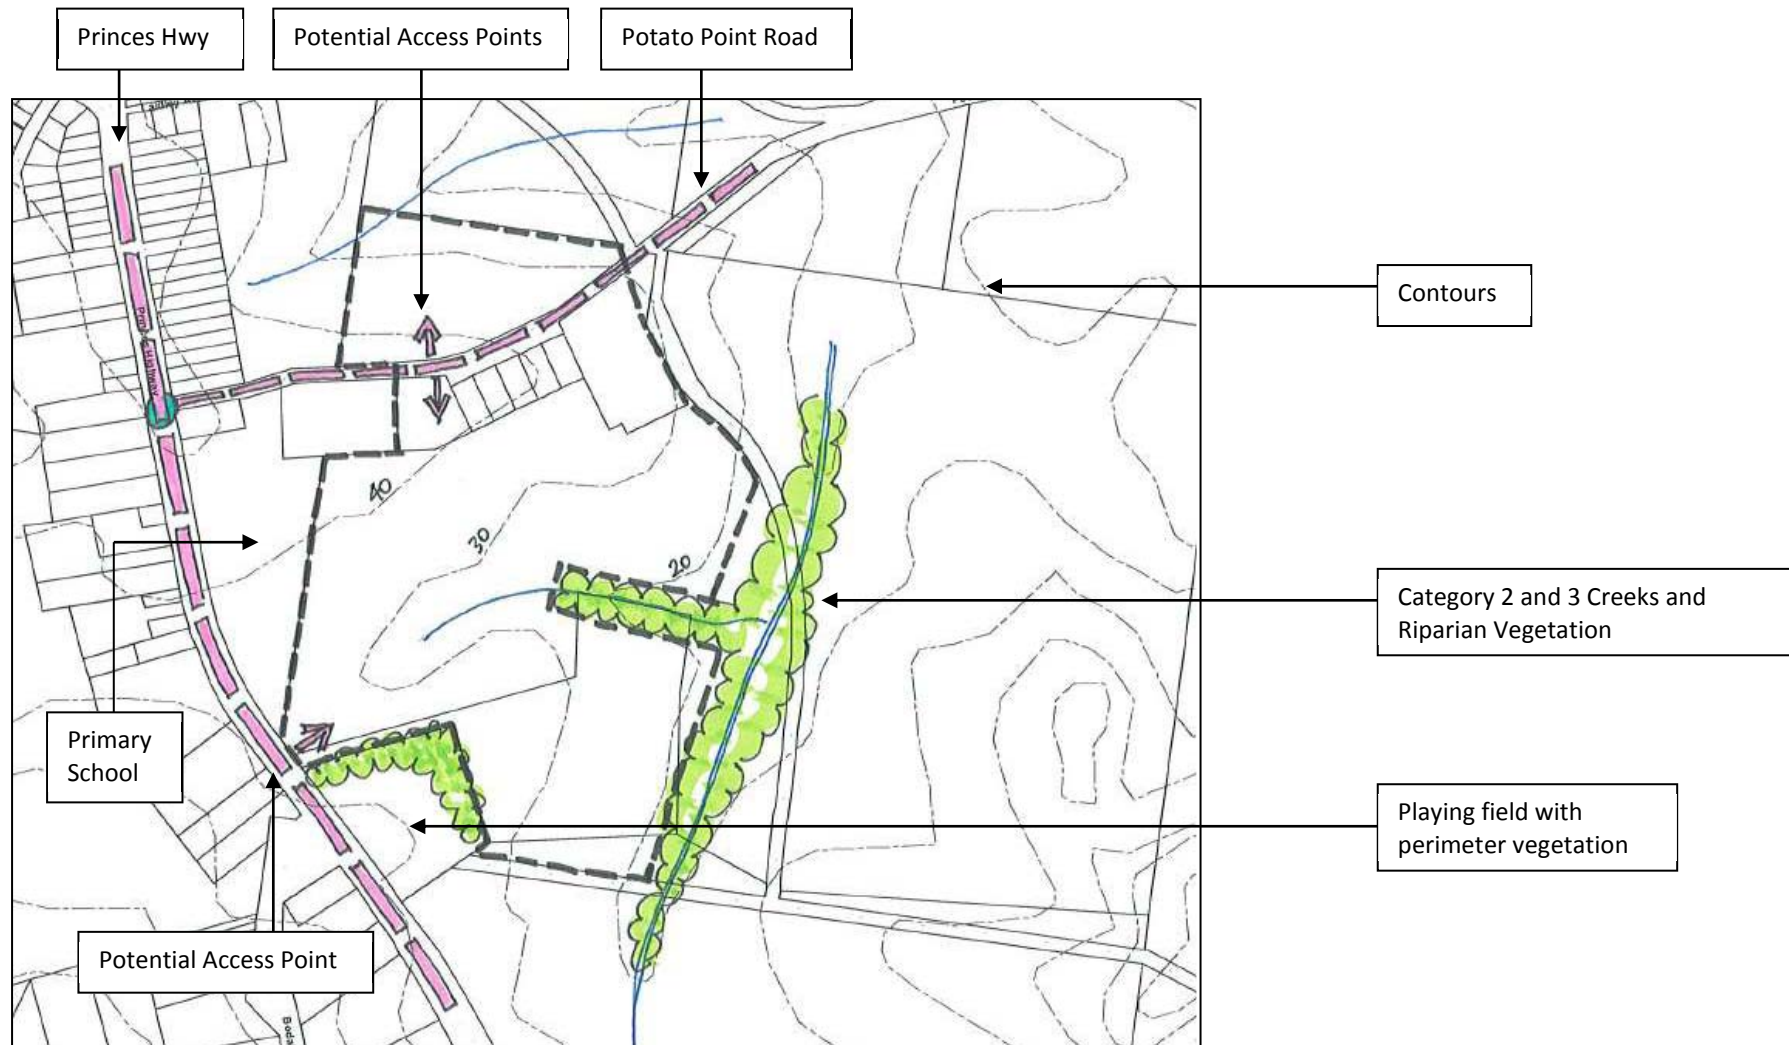 Princes Hwy
Potential Access Points
Potato Point Road
Contours
40
30
20
Category 2 and 3 Creeks and
Riparian Vegetation
Primary
School
Playing field with
perimeter vegetation
Potential Access Point